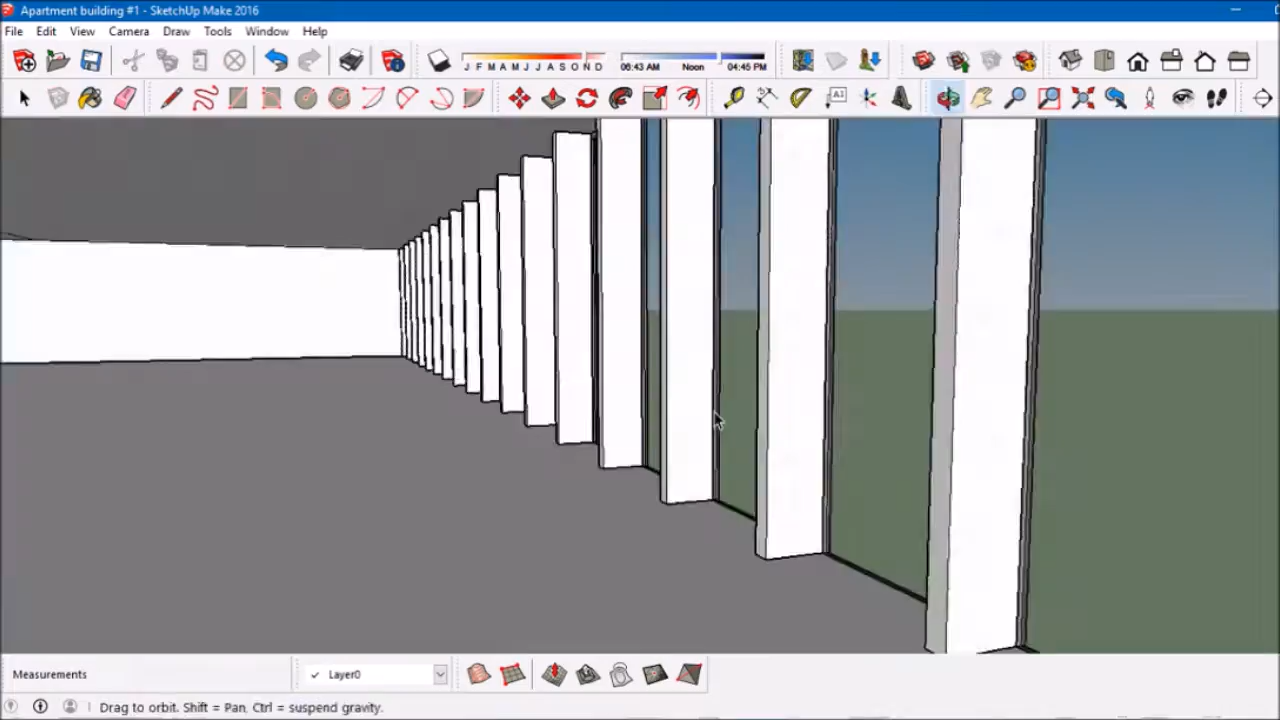 Apartment building #1 - SketchUp Make 2016
File Edit View Camera Draw Tools Window Help
J F M A M J J A S O N D 06:43 AM Noon 04:45 PM
A1
Measurements Layer0
Drag to orbit. Shift = Pan, Ctrl = suspend gravity.